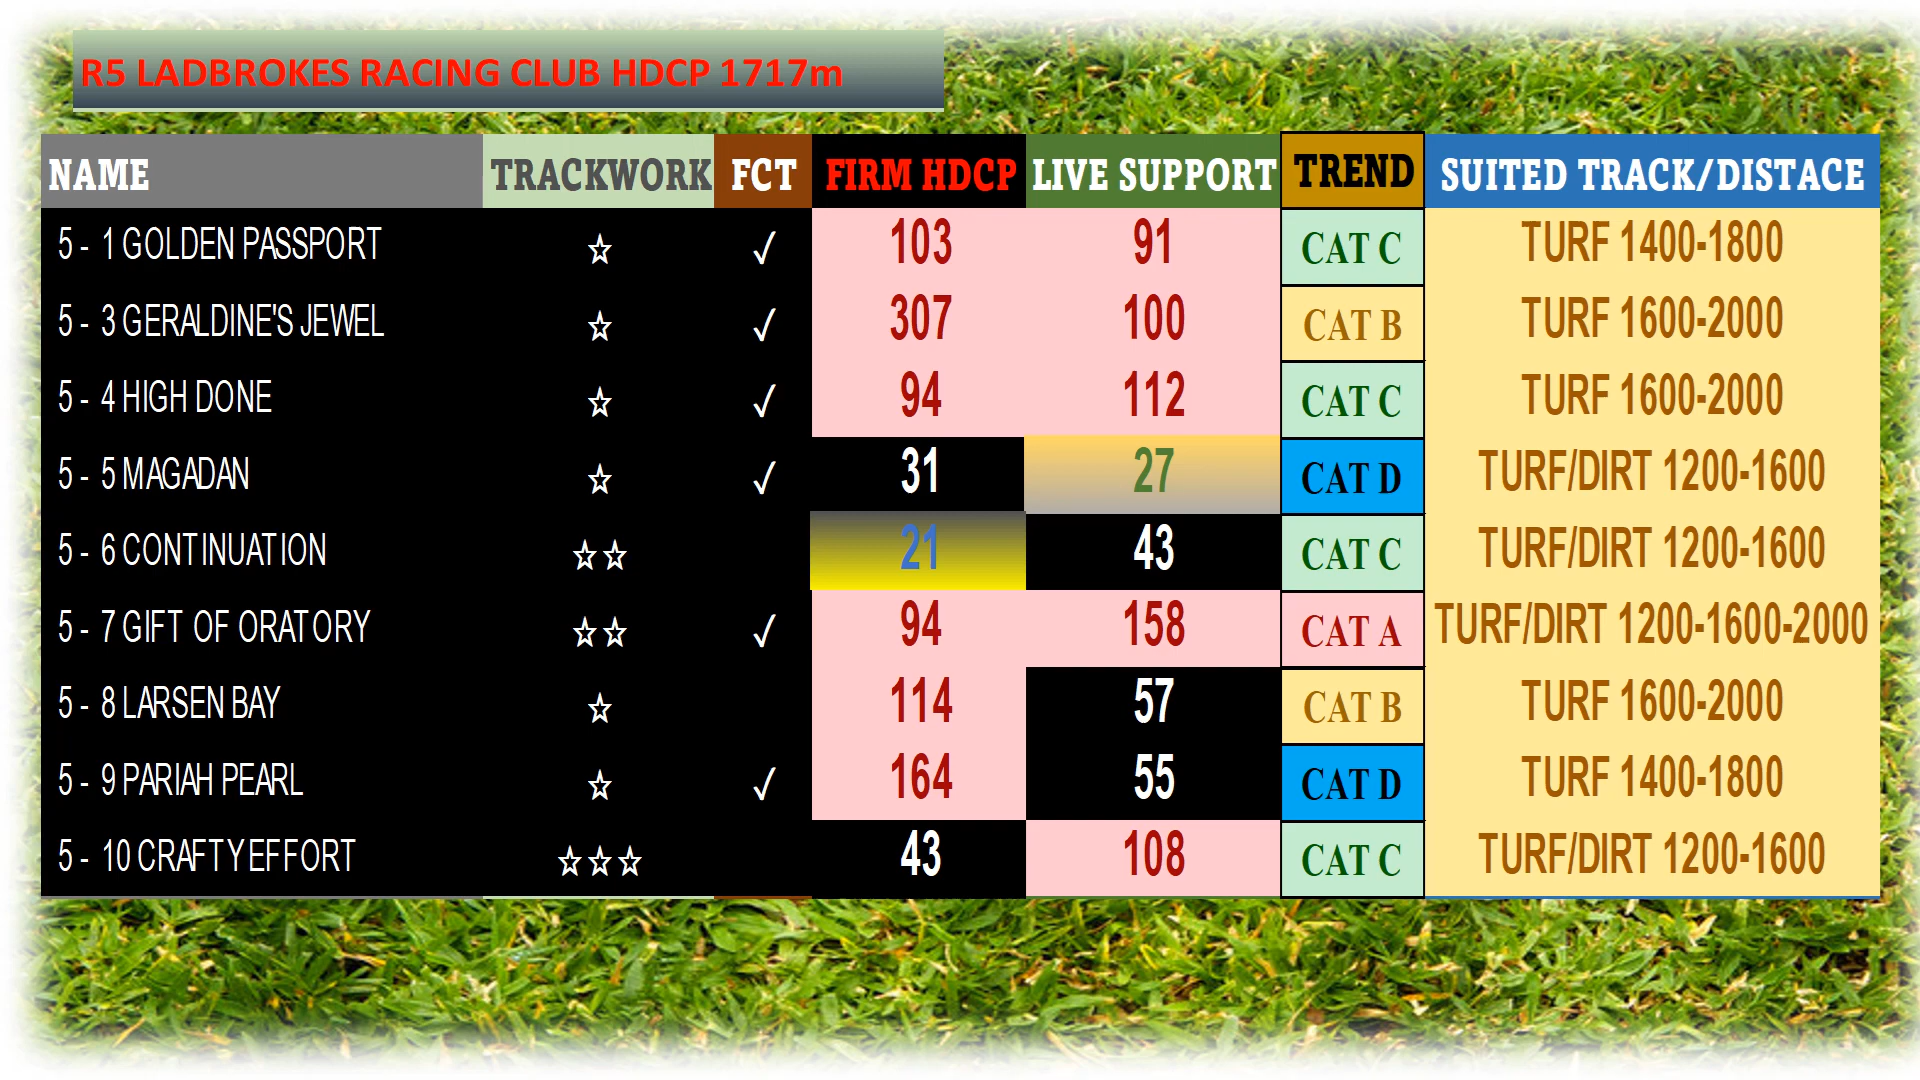 R5 LADBROKES RACING CLUB HDCP 1717m
NAME TRACKWORK FCT FIRM HDCP LIVE SUPPORT TREND SUITED TRACK/DISTACE
5 - 1 GOLDEN PASSPORT ☆ √ 103 91 CAT C TURF 1400-1800
5 - 3 GERALDINE'S JEWEL ☆ √ 307 100 CAT B TURF 1600-2000
5 - 4 HIGH DONE ☆ √ 94 112 CAT C TURF 1600-2000
5 - 5 MAGADAN ☆ √ 31 27 CAT D TURF/DIRT 1200-1600
5 - 6 CONTINUATION ☆☆ 21 43 CAT C TURF/DIRT 1200-1600
5 - 7 GIFT OF ORATORY ☆☆ √ 94 158 CAT A TURF/DIRT 1200-1600-2000
5 - 8 LARSEN BAY ☆ 114 57 CAT B TURF 1600-2000
5 - 9 PARIAH PEARL ☆ √ 164 55 CAT D TURF 1400-1800
5 - 10 CRAFTY EFFORT ☆☆☆ 43 108 CAT C TURF/DIRT 1200-1600